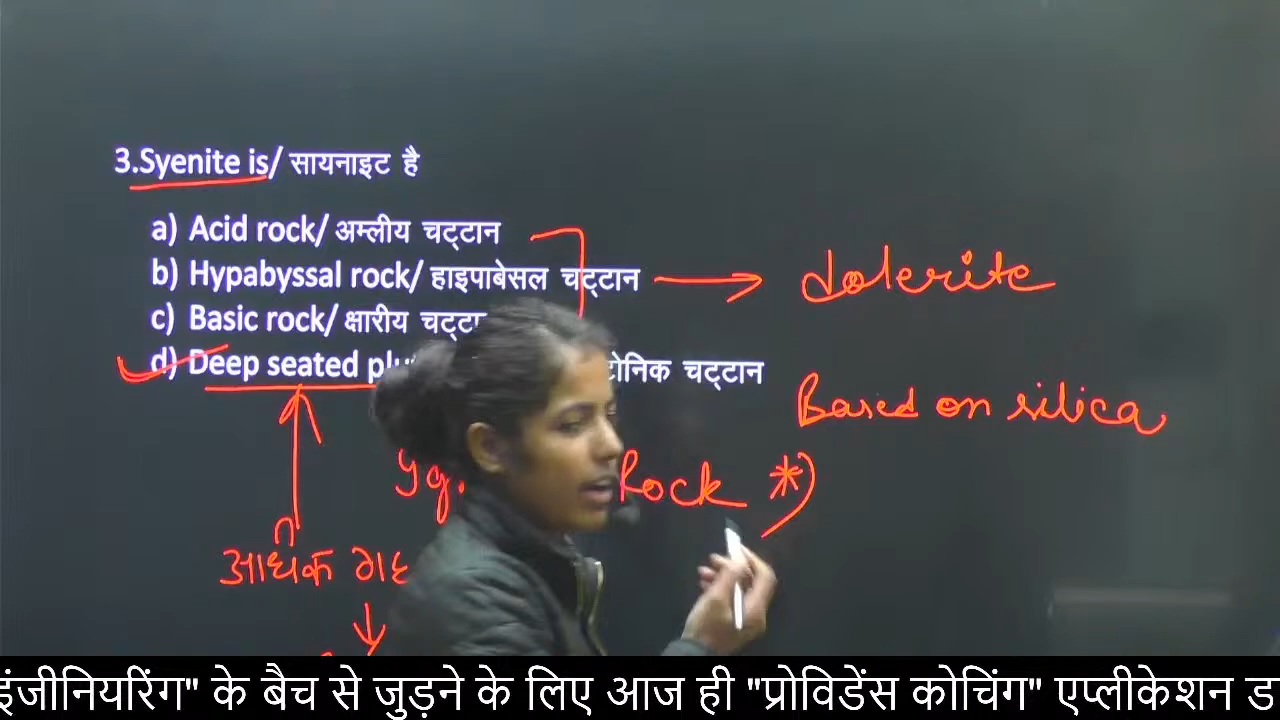 3.Syenite is/ सायनाइट है
a) Acid rock/ अम्लीय चट्टान
b) Hypabyssal rock/ हाइपाबेसल चट्टान
dolerite
c) Basic rock/ क्षारीय
d) Deep seated चट्टान
Based on silica
Rock *)
इंजीनियरिंग" के बैच से जुड़ने के लिए आज ही "प्रोविडेंस कोचिंग" एप्लीकेशन